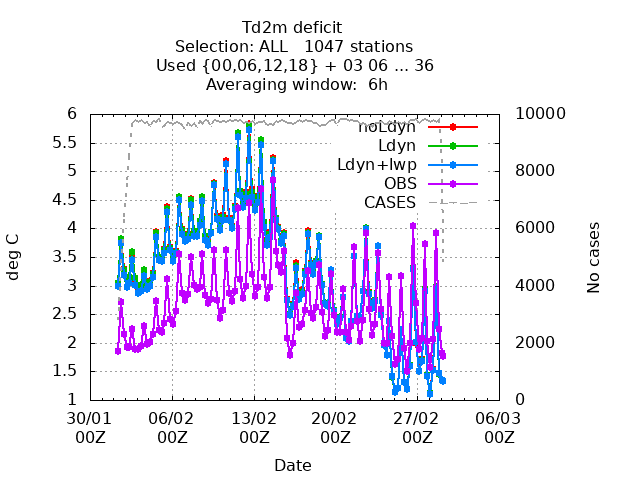 Td2m deficit
Selection: ALL   1047 stations
Used {00,06,12,18} + 03 06 ... 36
Averaging window:  6h
noLdyn
Ldyn
Ldyn+lwp
OBS
CASES
deg C
6
5.5
5
4.5
4
3.5
3
2.5
2
1.5
1
No cases
10000
8000
6000
4000
2000
0
30/01 06/02 13/02 20/02 27/02 06/03
00Z 00Z 00Z 00Z 00Z 00Z
Date